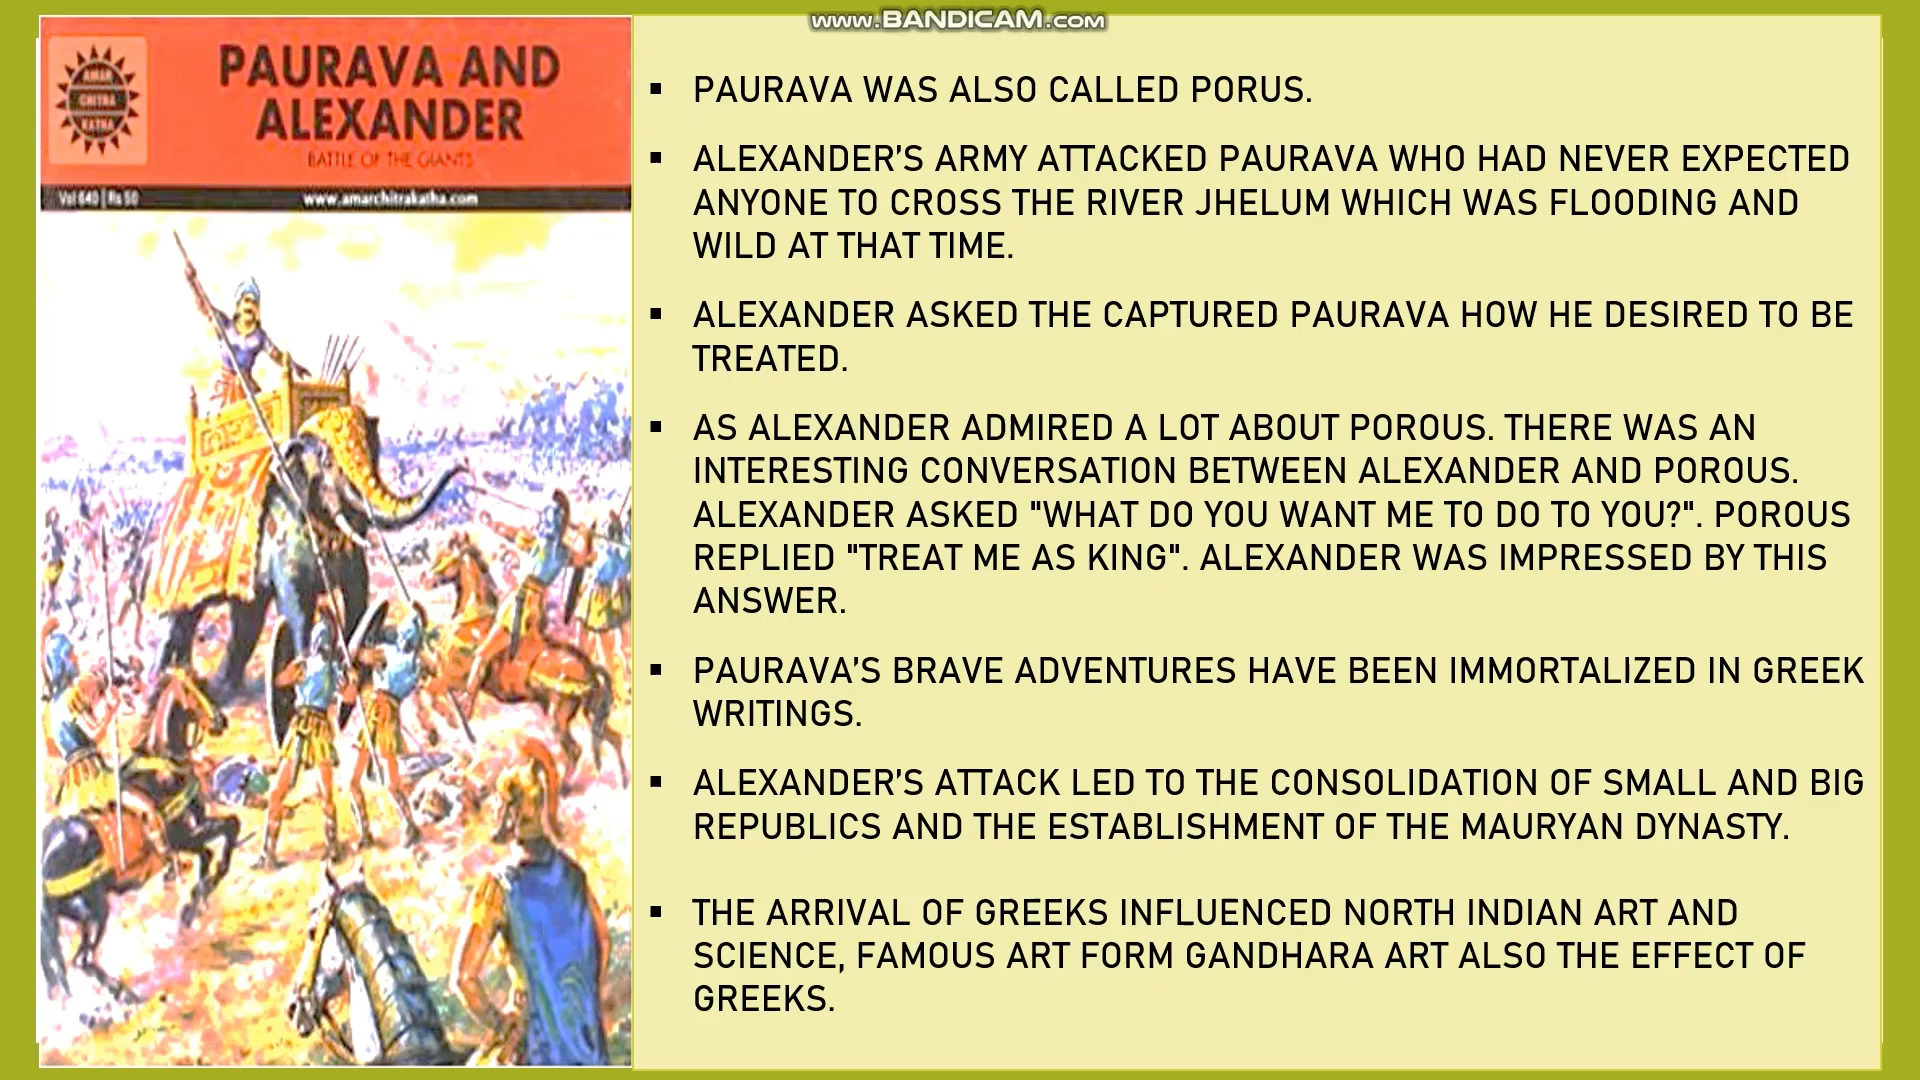 www.BANDICAM.com
AMAR
CHITRA
KATHA
PAURAVA AND
ALEXANDER
BATTLE OF THE GIANTS
Vol 640 | Rs 50
www.amarchitrakatha.com
▪ PAURAVA WAS ALSO CALLED PORUS.
▪ ALEXANDER’S ARMY ATTACKED PAURAVA WHO HAD NEVER EXPECTED
ANYONE TO CROSS THE RIVER JHELUM WHICH WAS FLOODING AND
WILD AT THAT TIME.
▪ ALEXANDER ASKED THE CAPTURED PAURAVA HOW HE DESIRED TO BE
TREATED.
▪ AS ALEXANDER ADMIRED A LOT ABOUT POROUS. THERE WAS AN
INTERESTING CONVERSATION BETWEEN ALEXANDER AND POROUS.
ALEXANDER ASKED "WHAT DO YOU WANT ME TO DO TO YOU?". POROUS
REPLIED "TREAT ME AS KING". ALEXANDER WAS IMPRESSED BY THIS
ANSWER.
▪ PAURAVA’S BRAVE ADVENTURES HAVE BEEN IMMORTALIZED IN GREEK
WRITINGS.
▪ ALEXANDER’S ATTACK LED TO THE CONSOLIDATION OF SMALL AND BIG
REPUBLICS AND THE ESTABLISHMENT OF THE MAURYAN DYNASTY.
▪ THE ARRIVAL OF GREEKS INFLUENCED NORTH INDIAN ART AND
SCIENCE, FAMOUS ART FORM GANDHARA ART ALSO THE EFFECT OF
GREEKS.